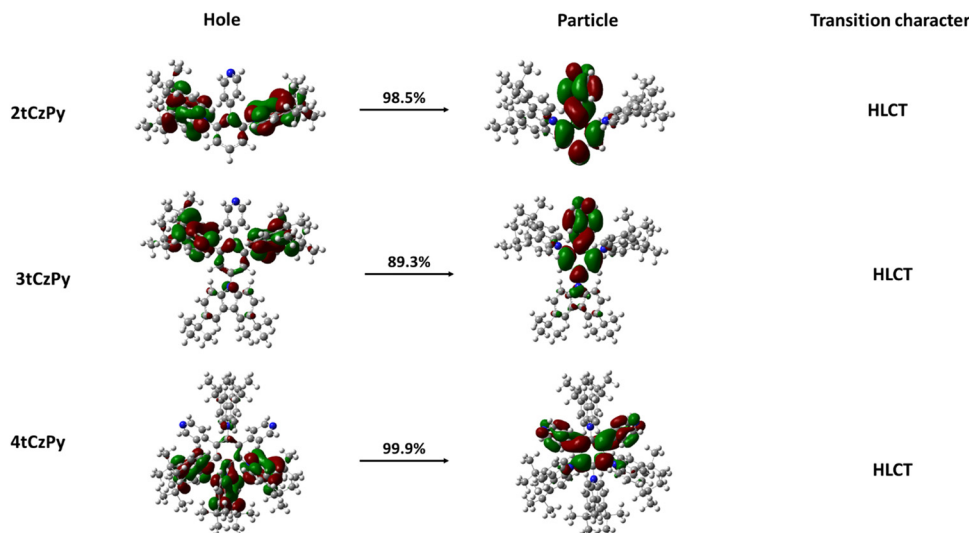 Hole Particle Transition character
2tCzPy 98.5% HLCT
3tCzPy 89.3% HLCT
4tCzPy 99.9% HLCT